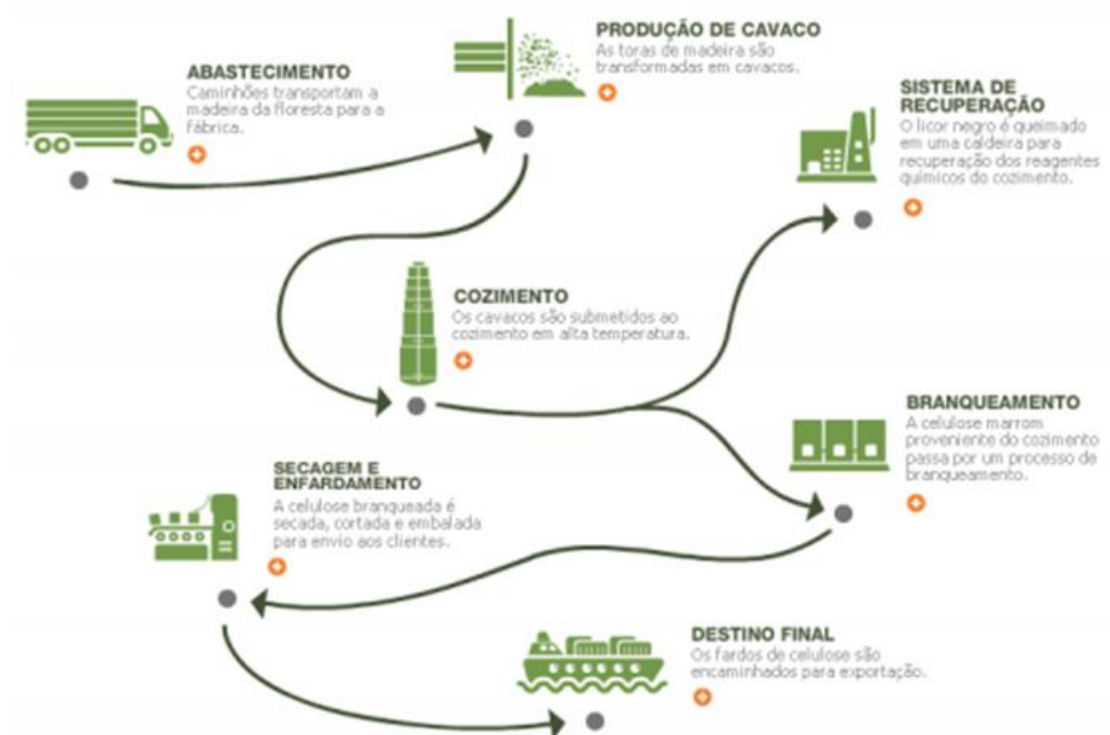 ABASTECIMENTO
Caminhões transportam a
madeira da floresta para a
fábrica.
PRODUÇÃO DE CAVACO
As toras de madeira são
transformadas em cavacos.
SISTEMA DE
RECUPERAÇÃO
O licor negro é queimado
em uma caldeira para
recuperação dos reagentes
químicos do cozimento.
COZIMENTO
Os cavacos são submetidos ao
cozimento em alta temperatura.
BRANQUEAMENTO
A celulose marrom
proveniente do cozimento
passa por um processo de
branqueamento.
SECAGEM E
ENFARDAMENTO
A celulose branqueada é
secada, cortada e embalada
para envio aos clientes.
DESTINO FINAL
Os fardos de celulose são
encaminhados para exportação.